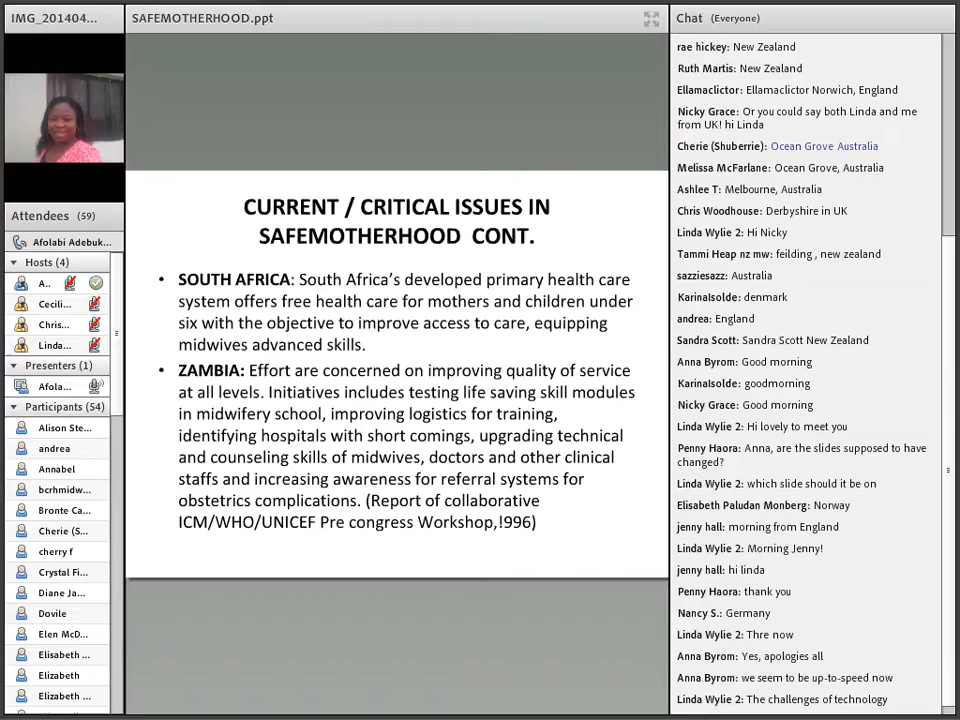 IMG_201404...
SAFEMOTHERHOOD.ppt
Chat (Everyone)
Attendees (59)
Afolabi Adebuk...
Hosts (4)
A..
Cecili...
Chris...
Linda...
Presenters (1)
Afola...
Participants (54)
Alison Ste...
andrea
Annabel
bcrhmidw...
Bronte Ca...
Cherie (S...
cherry f
Crystal Fi...
Diane Ja...
Dovile
Elen McD...
Elisabeth ...
Elizabeth
Elizabeth ...
CURRENT / CRITICAL ISSUES IN
SAFEMOTHERHOOD CONT.
• SOUTH AFRICA: South Africa's developed primary health care
system offers free health care for mothers and children under
six with the objective to improve access to care, equipping
midwives advanced skills.
• ZAMBIA: Effort are concerned on improving quality of service
at all levels. Initiatives includes testing life saving skill modules
in midwifery school, improving logistics for training,
identifying hospitals with short comings, upgrading technical
and counseling skills of midwives, doctors and other clinical
staffs and increasing awareness for referral systems for
obstetrics complications. (Report of collaborative
ICM/WHO/UNICEF Pre congress Workshop,!996)
rae hickey: New Zealand
Ruth Martis: New Zealand
Ellamaclictor: Ellamaclictor Norwich, England
Nicky Grace: Or you could say both Linda and me
from UK! hi Linda
Cherie (Shuberrie): Ocean Grove Australia
Melissa McFarlane: Ocean Grove, Australia
Ashlee T: Melbourne, Australia
Chris Woodhouse: Derbyshire in UK
Linda Wylie 2: Hi Nicky
Tammi Heap nz mw: feilding , new zealand
sazziesazz: Australia
KarinaIsolde: denmark
andrea: England
Sandra Scott: Sandra Scott New Zealand
Anna Byrom: Good morning
KarinaIsolde: goodmorning
Nicky Grace: Good morning
Linda Wylie 2: Hi lovely to meet you
Penny Haora: Anna, are the slides supposed to have
changed?
Linda Wylie 2: which slide should it be on
Elisabeth Paludan Monberg: Norway
jenny hall: morning from England
Linda Wylie 2: Morning Jenny!
jenny hall: hi linda
Penny Haora: thank you
Nancy S.: Germany
Linda Wylie 2: Thre now
Anna Byrom: Yes, apologies all
Anna Byrom: we seem to be up-to-speed now
Linda Wylie 2: The challenges of technology